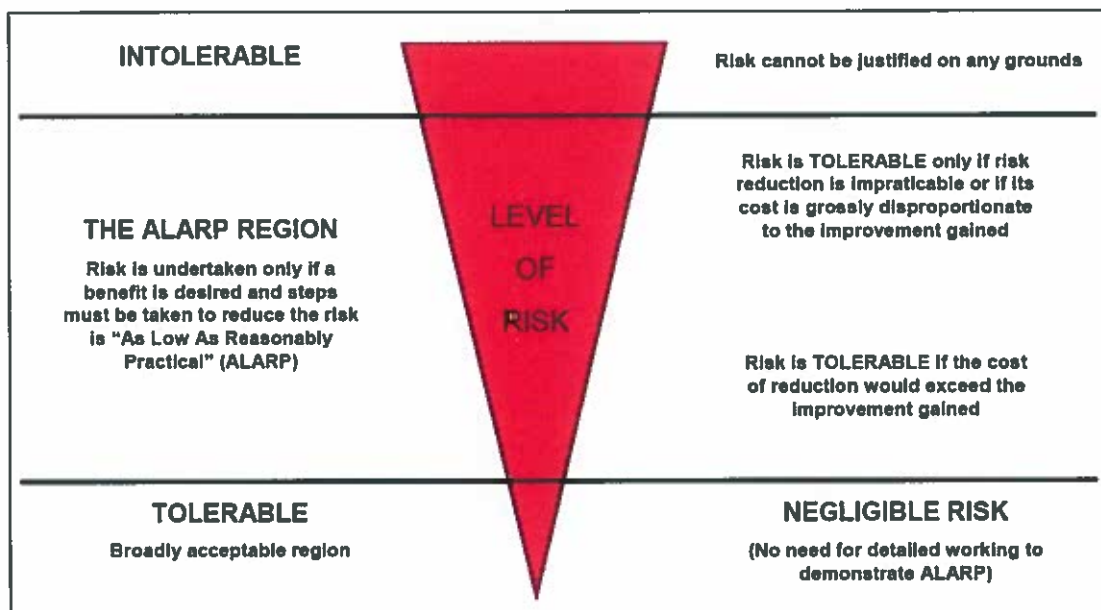 INTOLERABLE
Risk cannot be justified on any grounds
THE ALARP REGION
Risk is undertaken only if a
benefit is desired and steps
must be taken to reduce the risk
is “As Low As Reasonably
Practical” (ALARP)
LEVEL
OF
RISK
Risk is TOLERABLE only if risk
reduction is impraticable or if its
cost is grossly disproportionate
to the improvement gained
Risk is TOLERABLE if the cost
of reduction would exceed the
improvement gained
TOLERABLE
Broadly acceptable region
NEGLIGIBLE RISK
(No need for detailed working to
demonstrate ALARP)